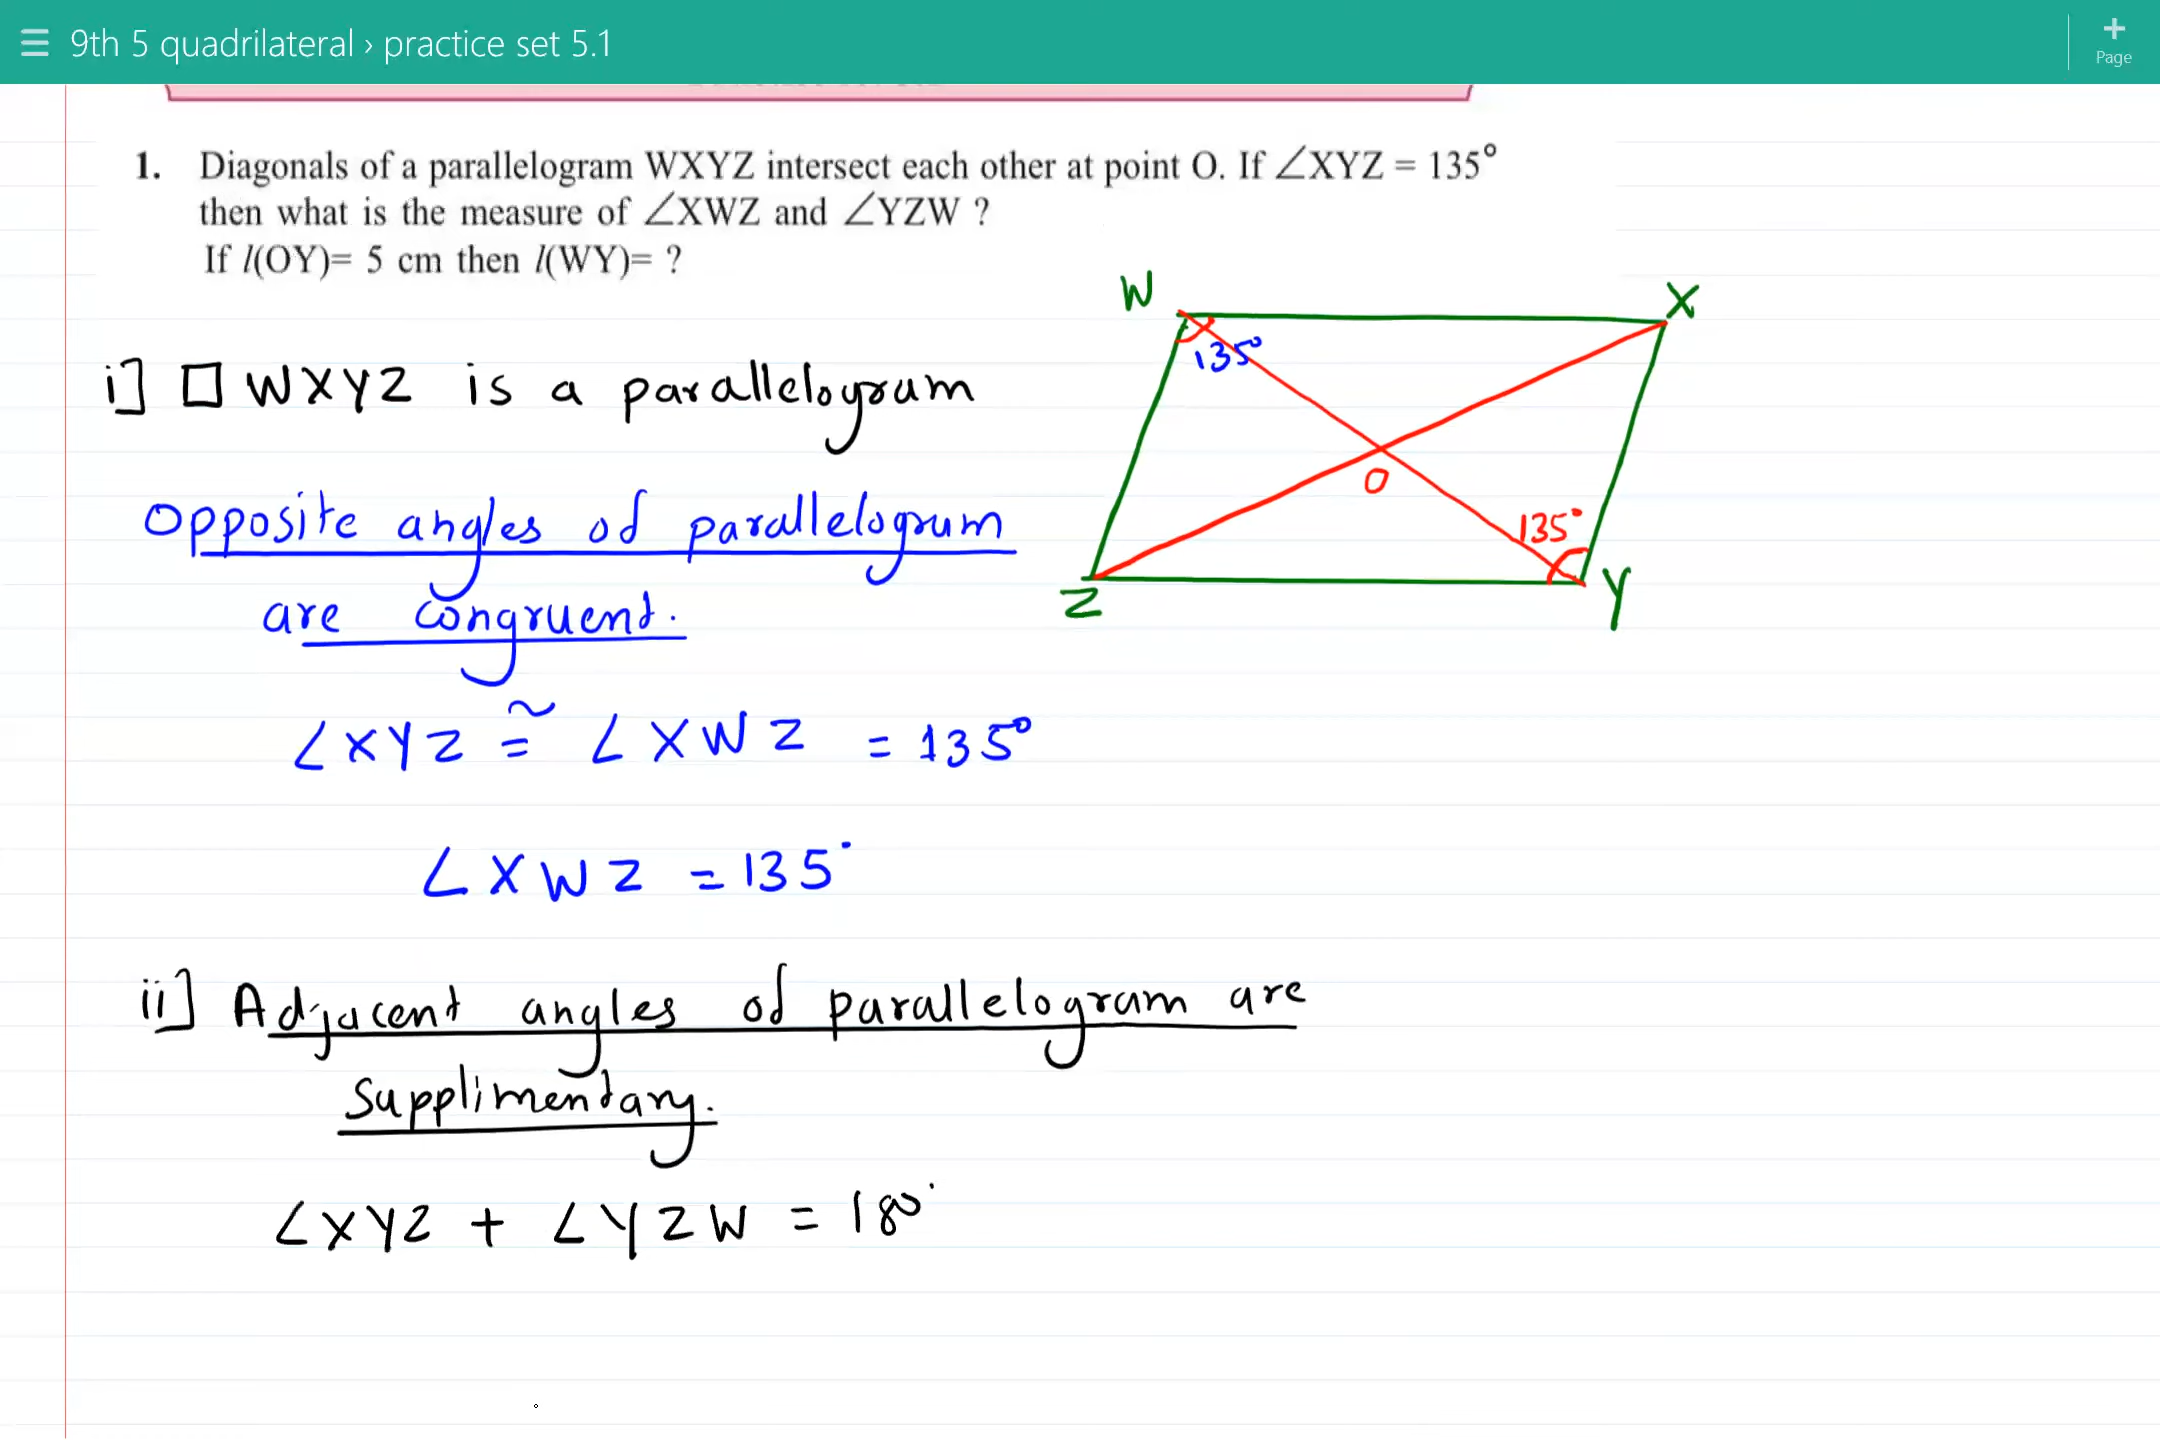 9th 5 quadrilateral › practice set 5.1
Page
1. Diagonals of a parallelogram WXYZ intersect each other at point O. If ∠XYZ = 135°
then what is the measure of ∠XWZ and ∠YZW ?
If l(OY)= 5 cm then l(WY)= ?
W
X
135°
i] □ WXYZ is a parallelogram
O
135°
Opposite angles of parallelogram
Z
Y
are congruent.
∠XYZ ≅ ∠XWZ = 135°
∠XWZ = 135°
ii] Adjacent angles of parallelogram are
Supplimentary.
∠XYZ + ∠YZW = 180°